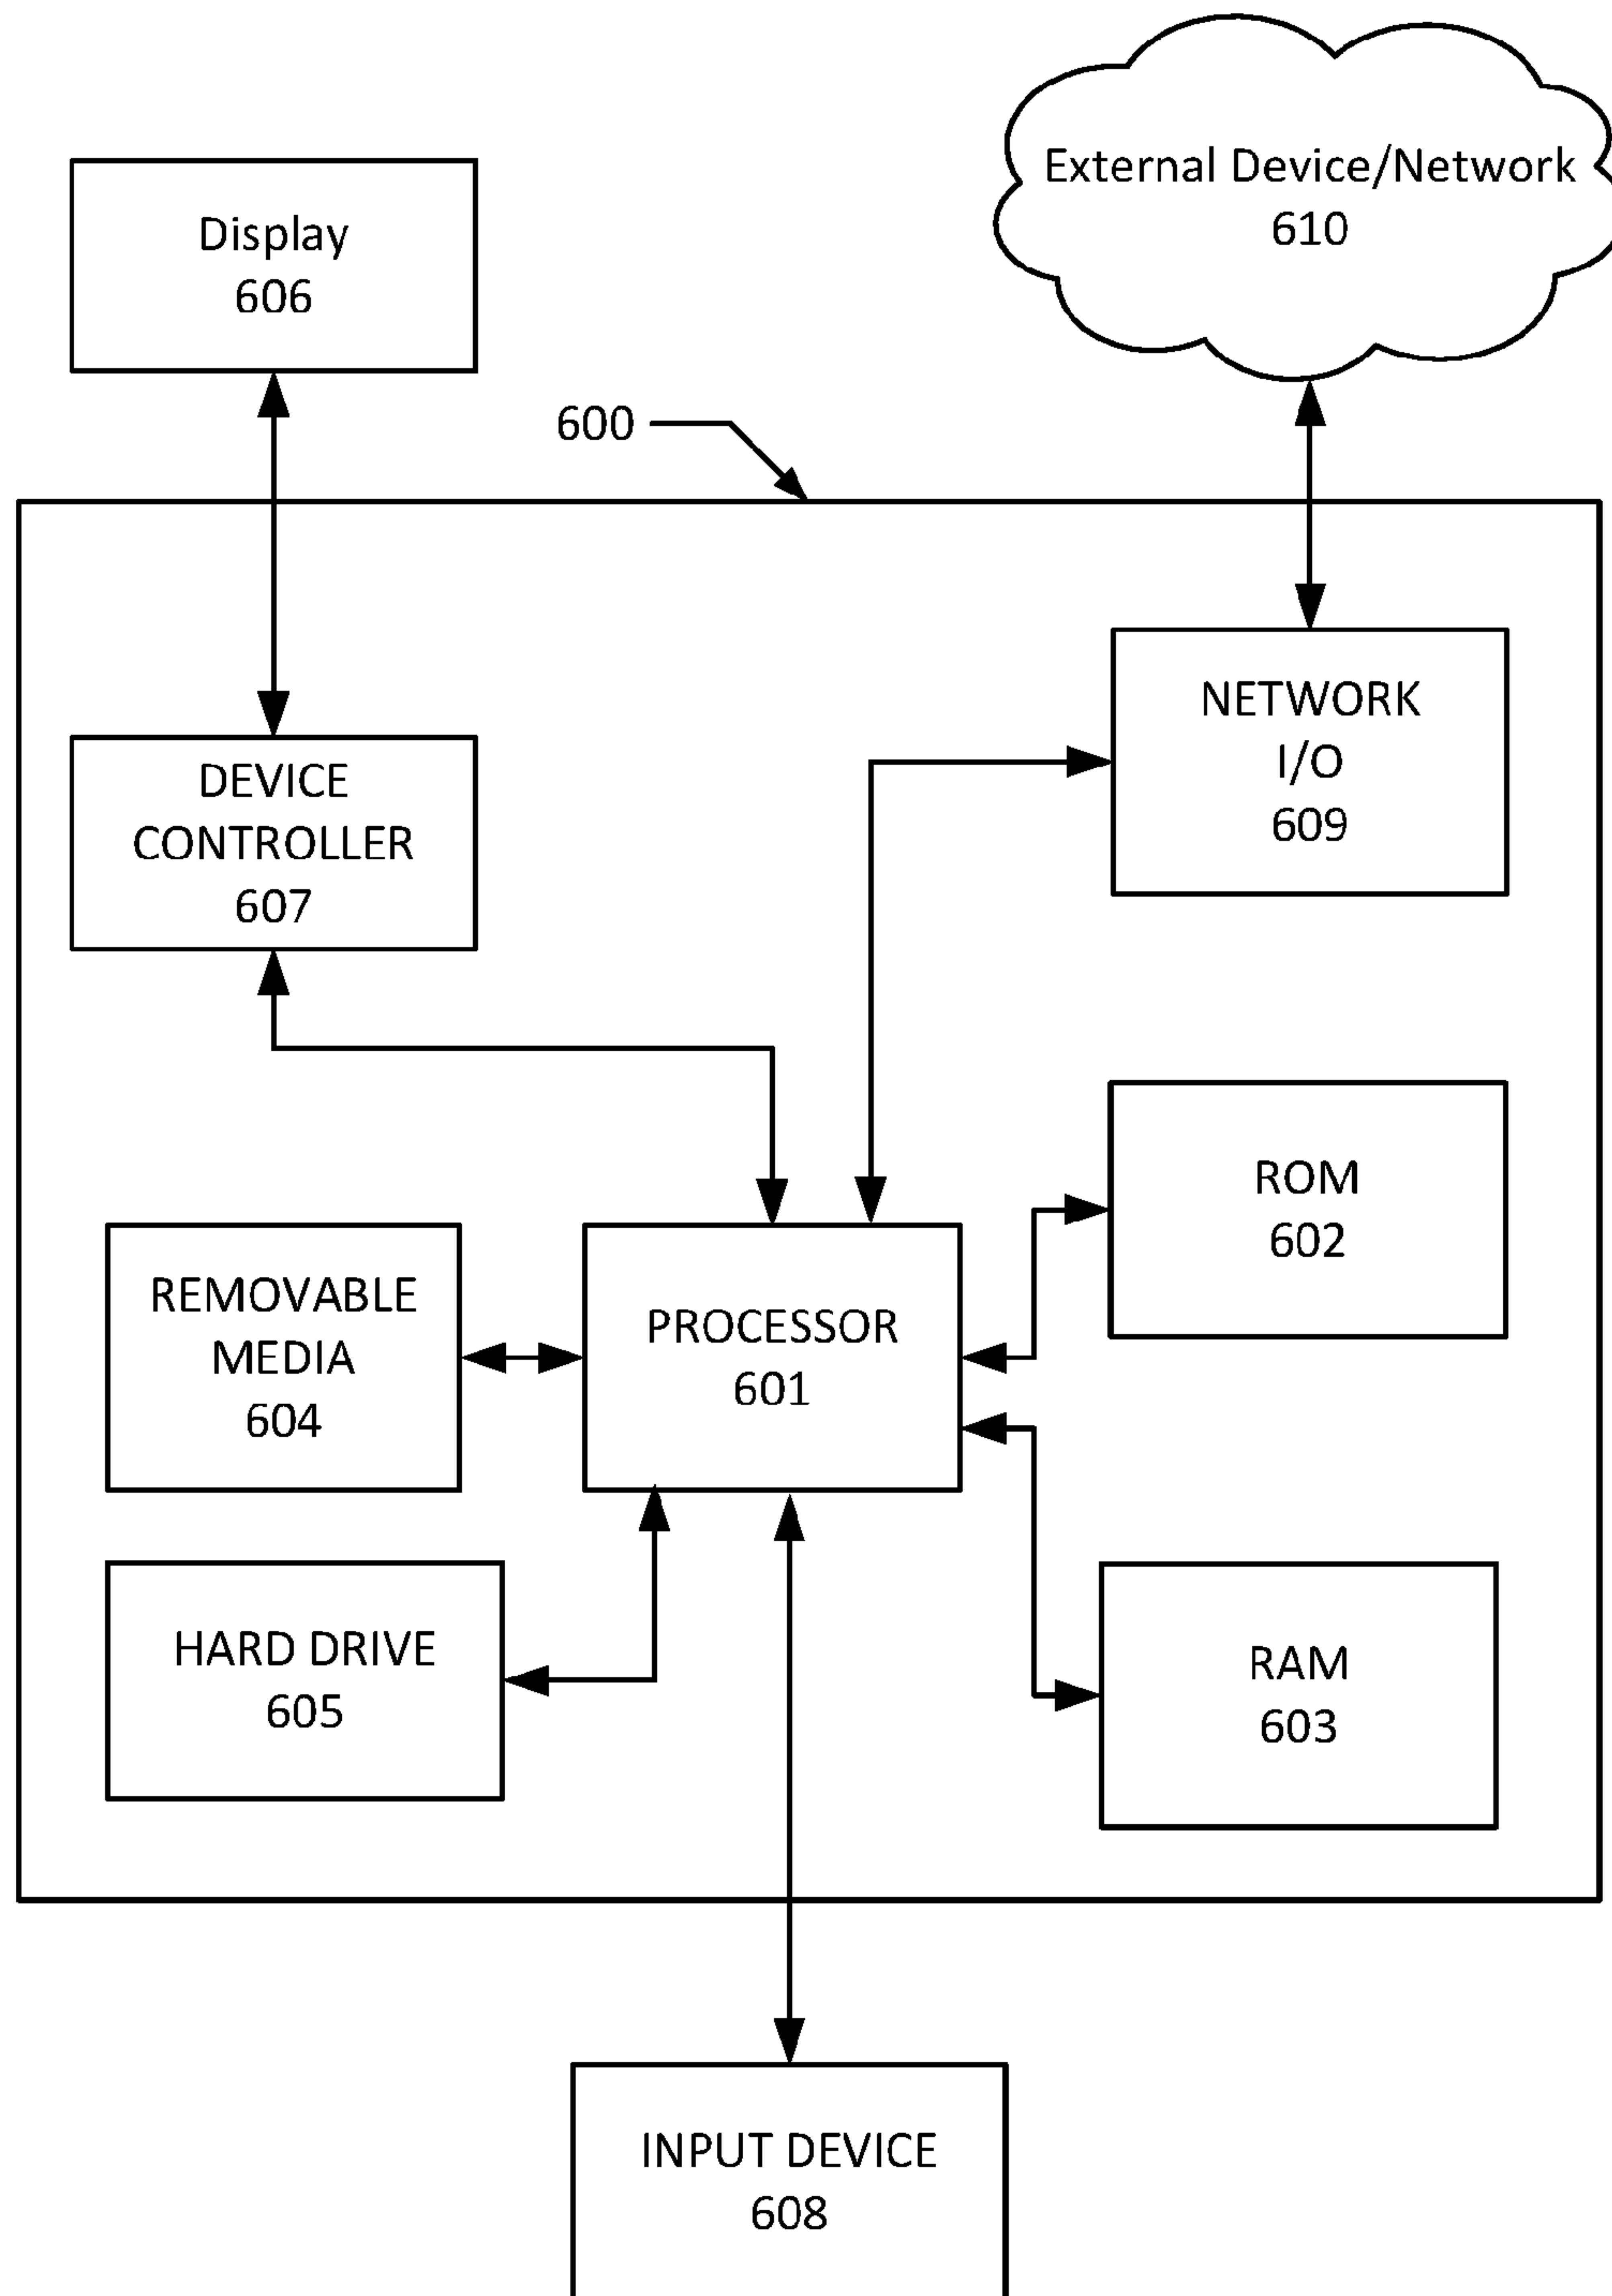 External Device/Network
610
Display
606
600
NETWORK
I/O
609
DEVICE
CONTROLLER
607
ROM
602
REMOVABLE
MEDIA
604
PROCESSOR
601
HARD DRIVE
605
RAM
603
INPUT DEVICE
608